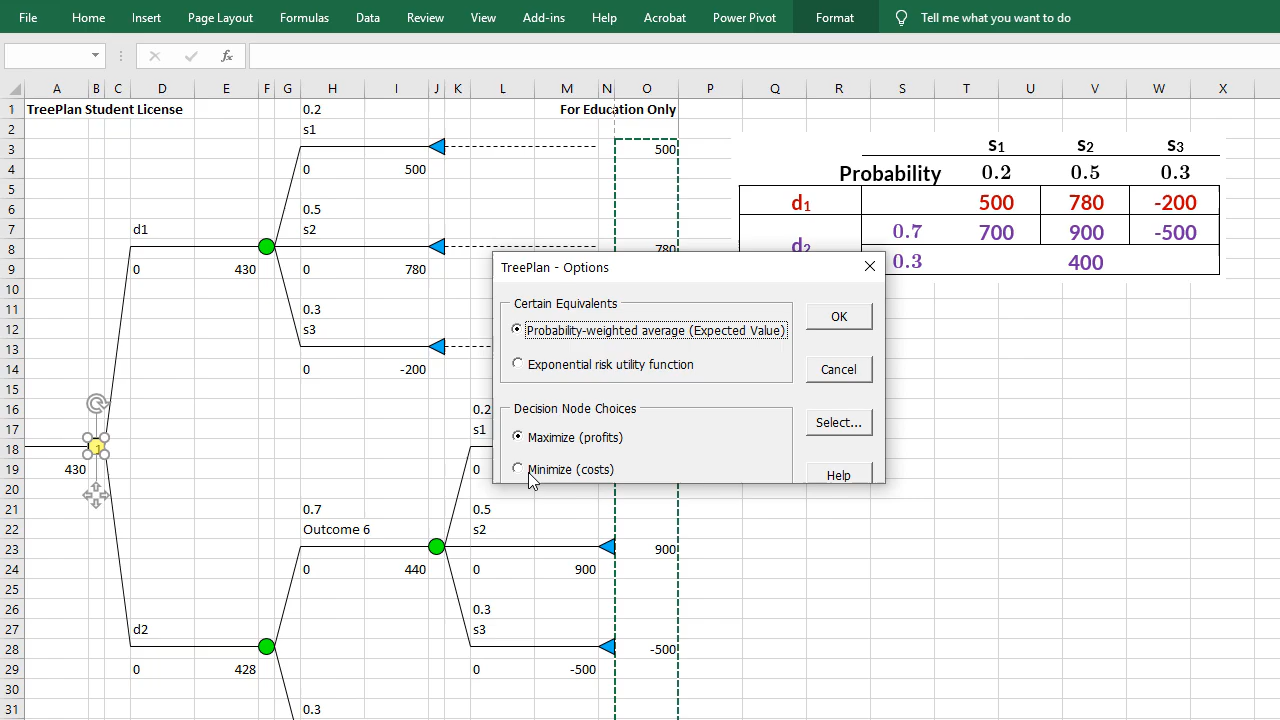 File Home Insert Page Layout Formulas Data Review View Add-ins Help Acrobat Power Pivot Format Tell me what you want to do
fx
A B C D E F G H I J K L M N O P Q R S T U V W X
1 TreePlan Student License 0.2 For Education Only
2 s1
3 500
4 0 500
5
6 0.5
7 d1 s2
8 780
9 0 430 0 780
10
11 0.3
12 s3
13
14 0 -200
15
16 0.2
17 s1
18 1
19 430 0
20
21 0.7 0.5
22 Outcome 6 s2
23 900
24 0 440 0 900
25
26 0.3
27 d2 s3
28 -500
29 0 428 0 -500
30
31 0.3
S1 S2 S3
Probability 0.2 0.5 0.3
d1 500 780 -200
d2 0.7 700 900 -500
0.3 400
TreePlan - Options
Certain Equivalents
Probability-weighted average (Expected Value)
Exponential risk utility function
Decision Node Choices
Maximize (profits)
Minimize (costs)
OK
Cancel
Select...
Help